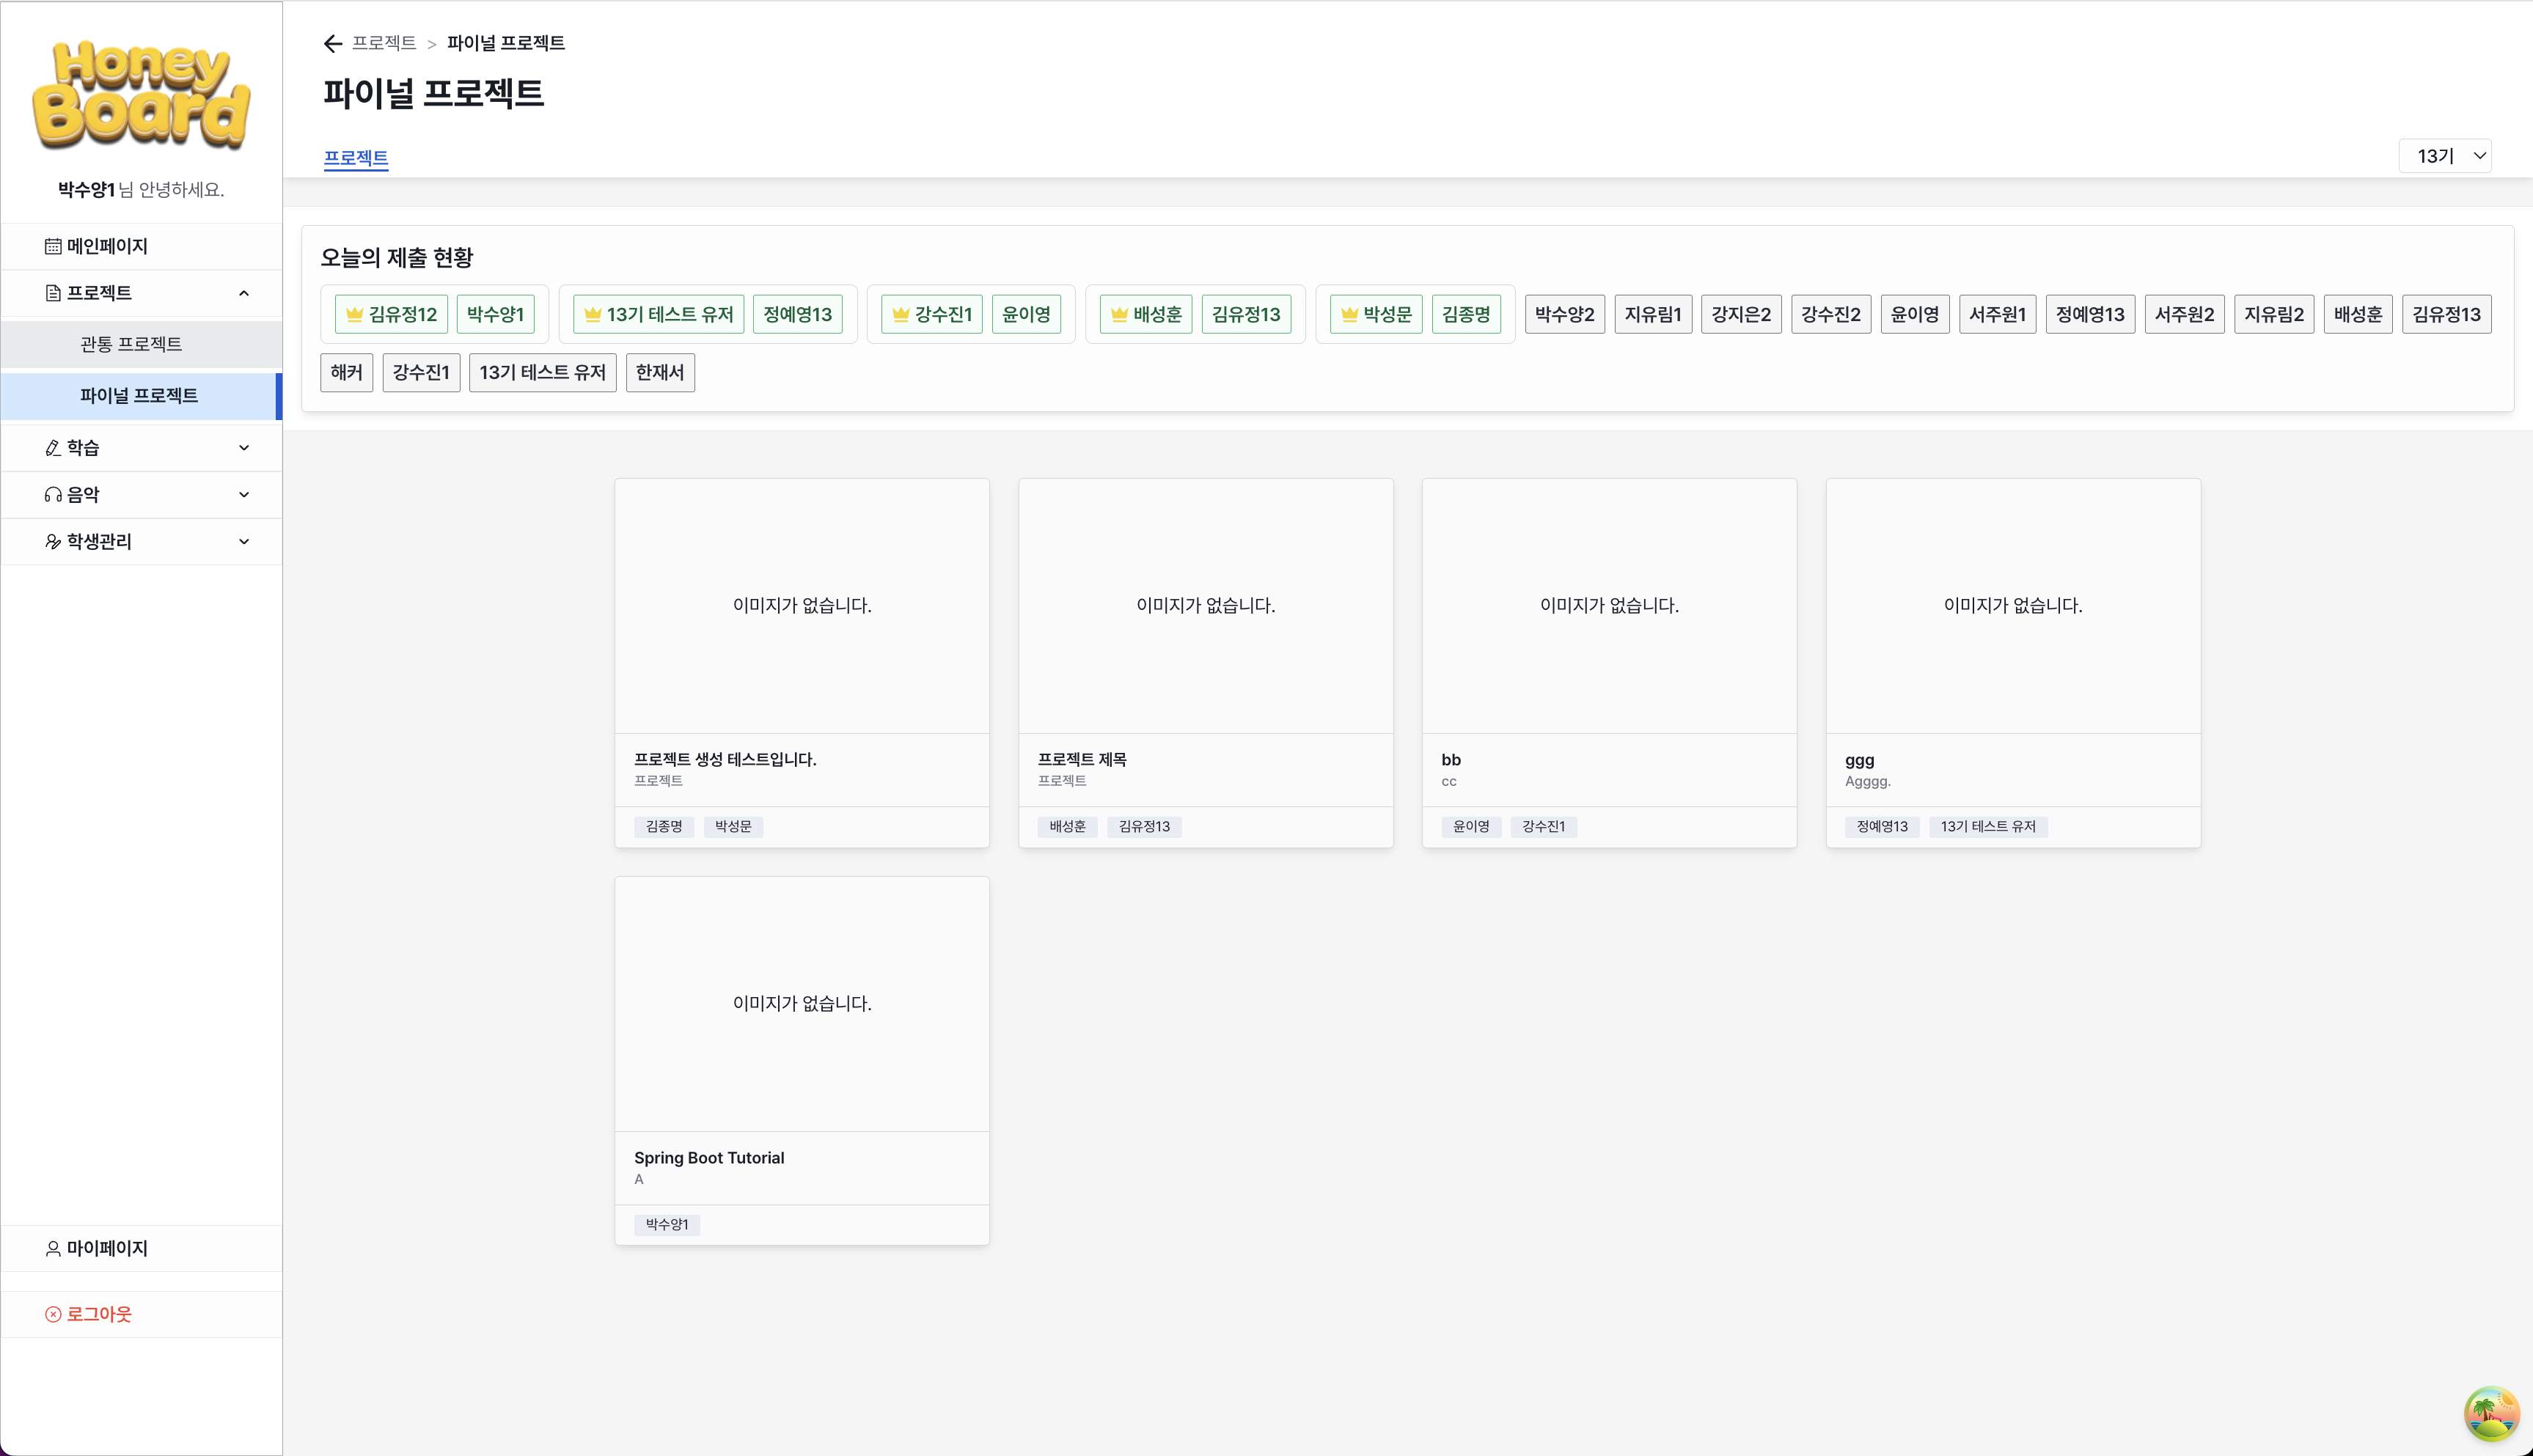 Honey
Board
박수양1님 안녕하세요.
메인페이지
프로젝트
관통 프로젝트
파이널 프로젝트
학습
음악
학생관리
마이페이지
로그아웃
프로젝트 > 파이널 프로젝트
파이널 프로젝트
프로젝트
13기
오늘의 제출 현황
김유정12 박수양1 13기 테스트 유저 정예영13 강수진1 윤이영 배성훈 김유정13 박성문 김종명 박수양2 지유림1 강지은2 강수진2 윤이영 서주원1 정예영13 서주원2 지유림2 배성훈 김유정13
해커 강수진1 13기 테스트 유저 한재서
이미지가 없습니다.
프로젝트 생성 테스트입니다.
프로젝트
김종명 박성문
이미지가 없습니다.
프로젝트 제목
프로젝트
배성훈 김유정13
이미지가 없습니다.
bb
cc
윤이영 강수진1
이미지가 없습니다.
ggg
Agggg.
정예영13 13기 테스트 유저
이미지가 없습니다.
Spring Boot Tutorial
A
박수양1